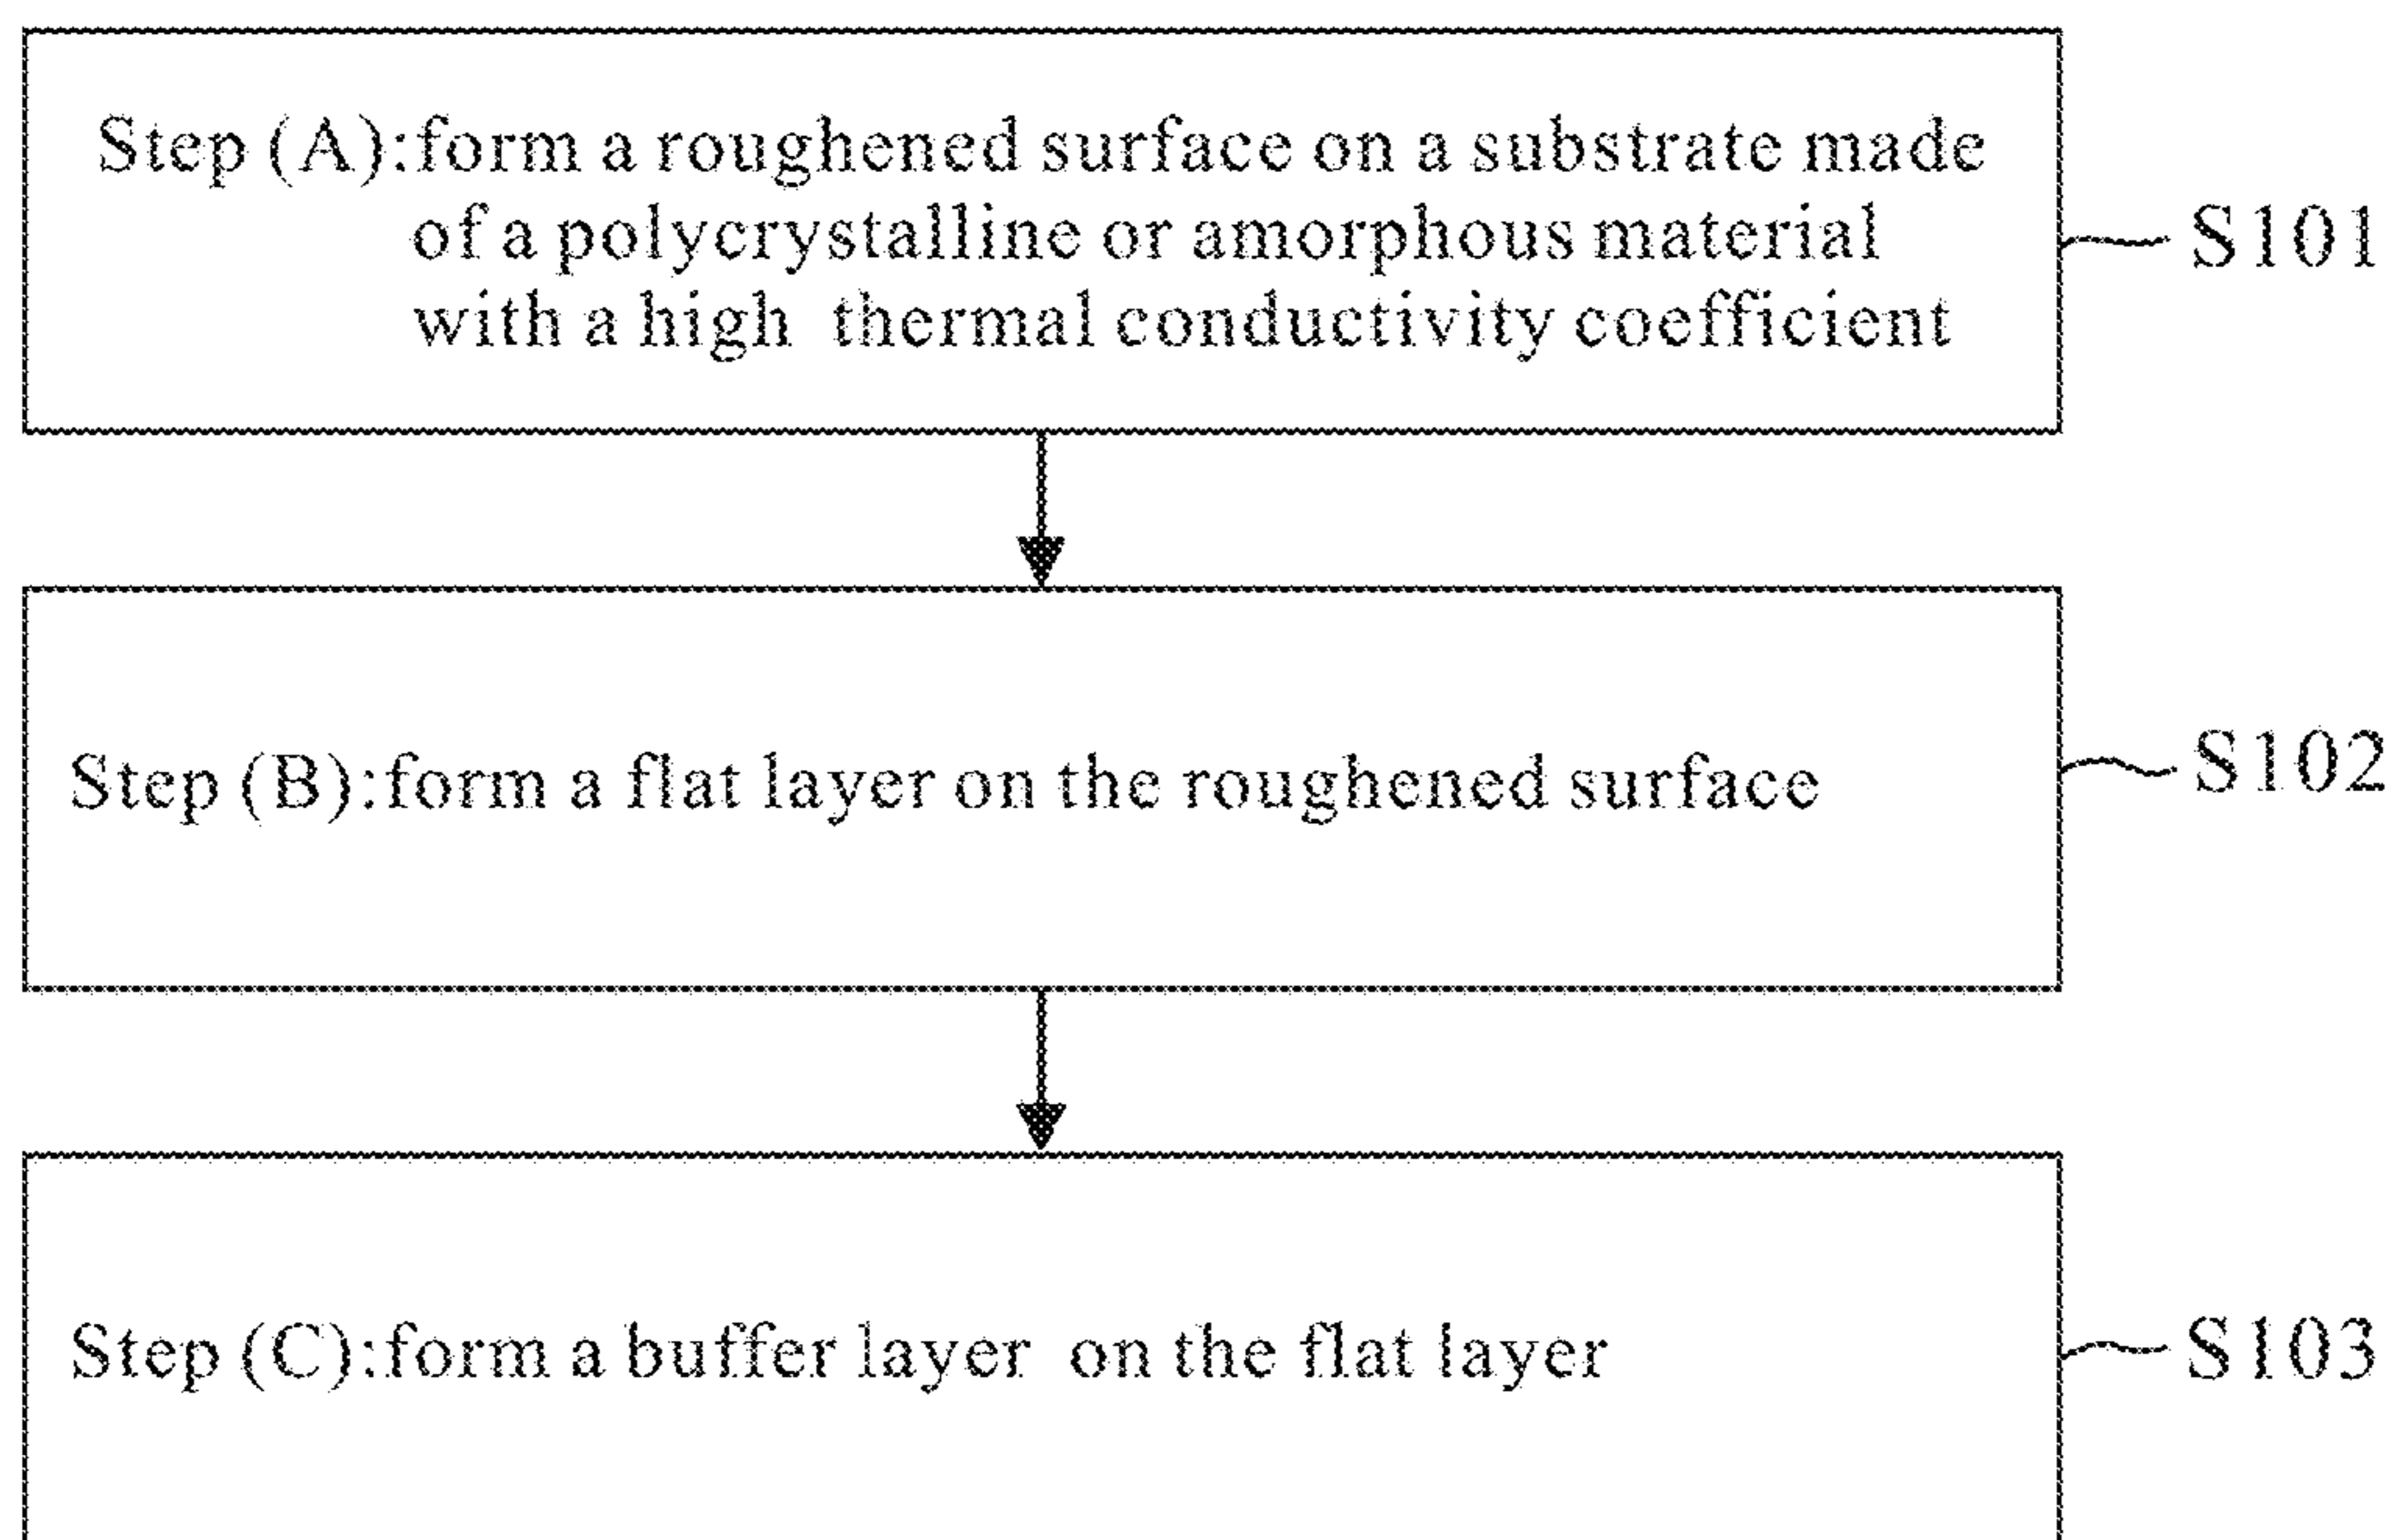 Step (A):form a roughened surface on a substrate made
of a polycrystalline or amorphous material
with a high thermal conductivity coefficient
S101
Step (B):form a flat layer on the roughened surface
S102
Step (C):form a buffer layer on the flat layer
S103